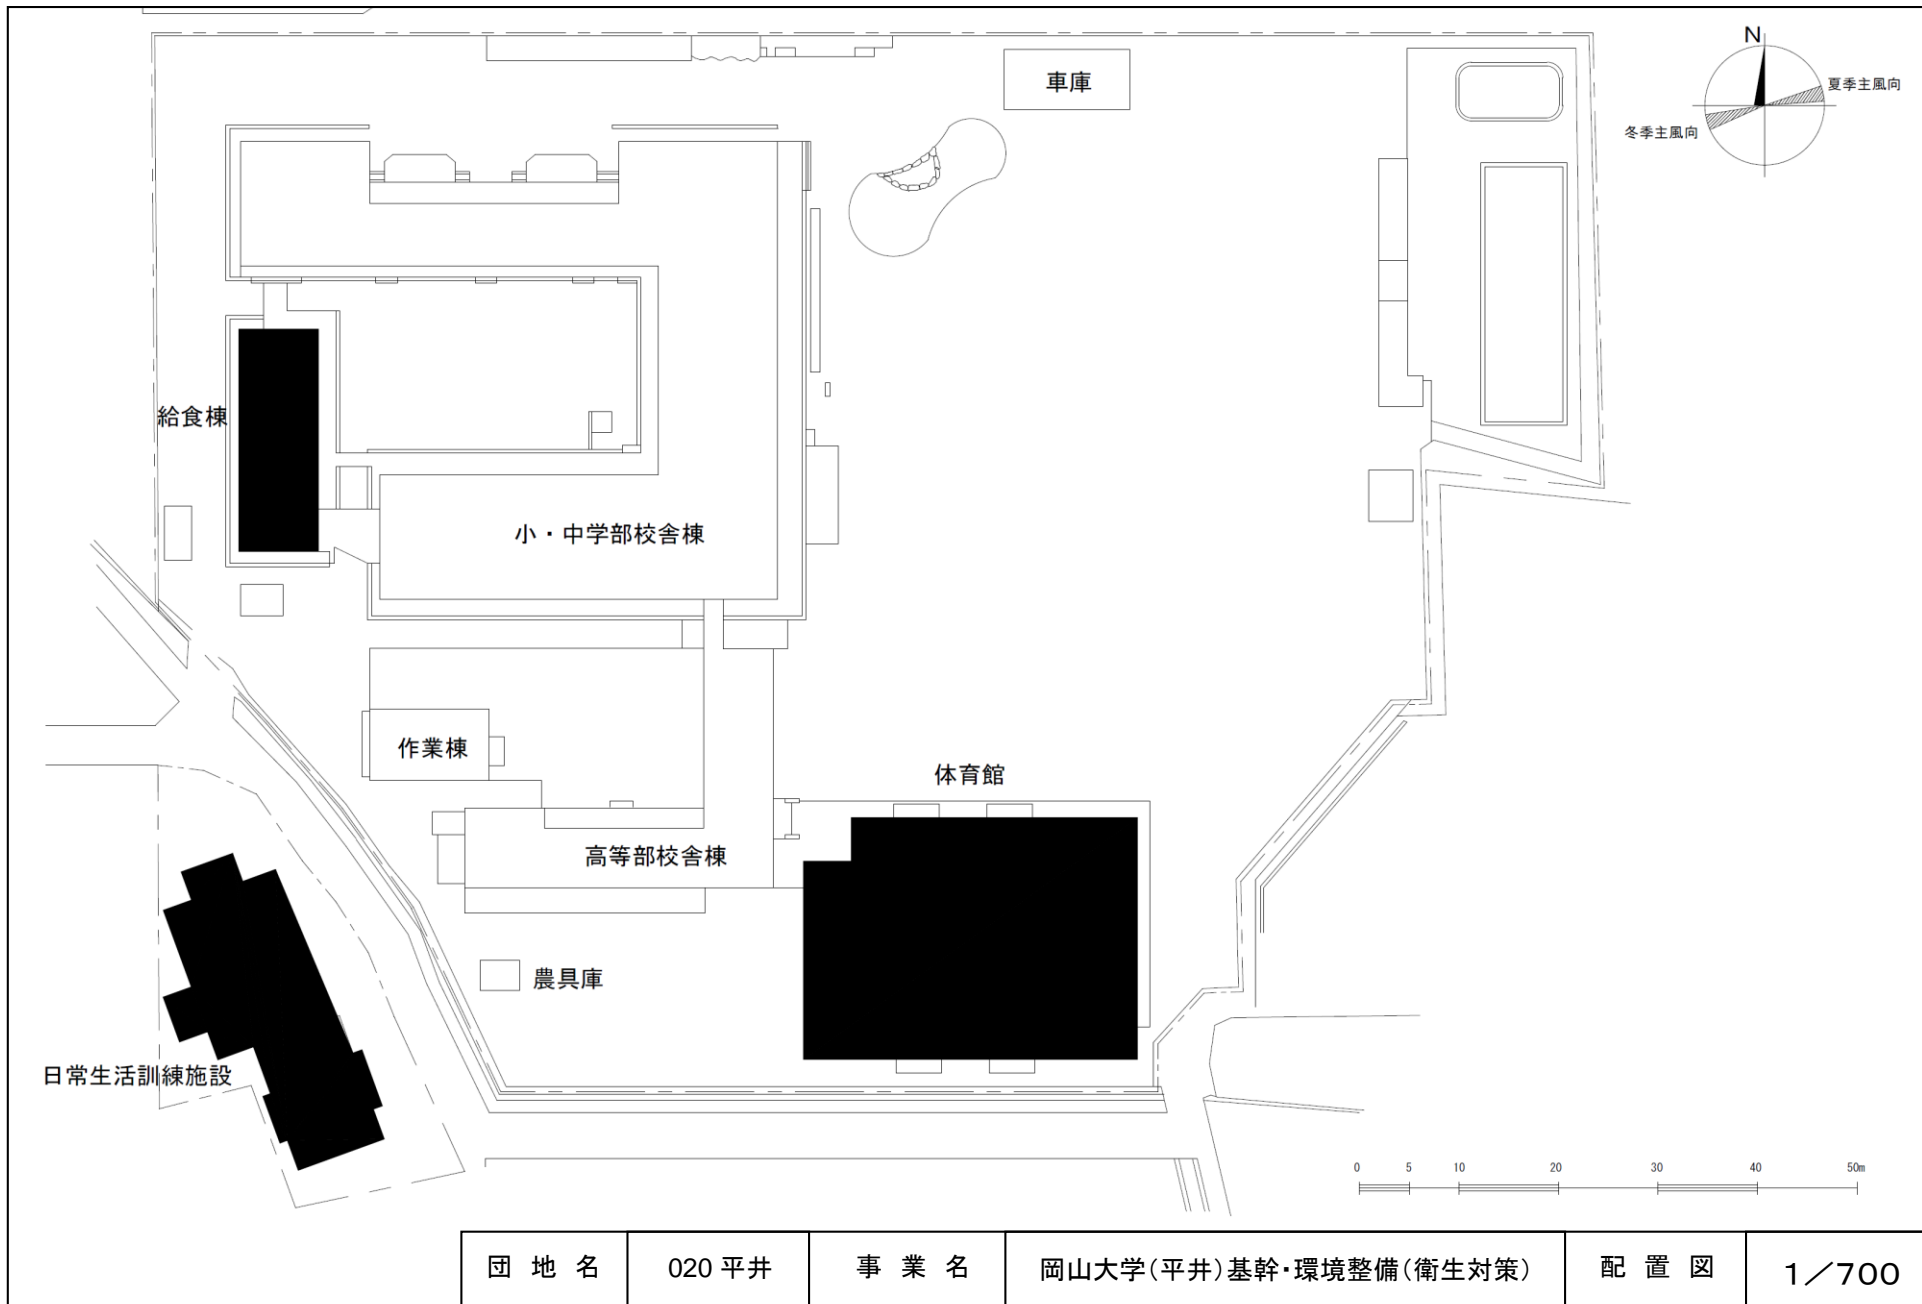 N
車庫
夏季主風向
冬季主風向
給食棟
小・中学部校舎棟
作業棟
体育館
高等部校舎棟
農具庫
日常生活訓練施設
0 5 10 20 30 40 50m
団地名 020 平井 事業名 岡山大学(平井)基幹・環境整備(衛生対策) 配置図 1/700